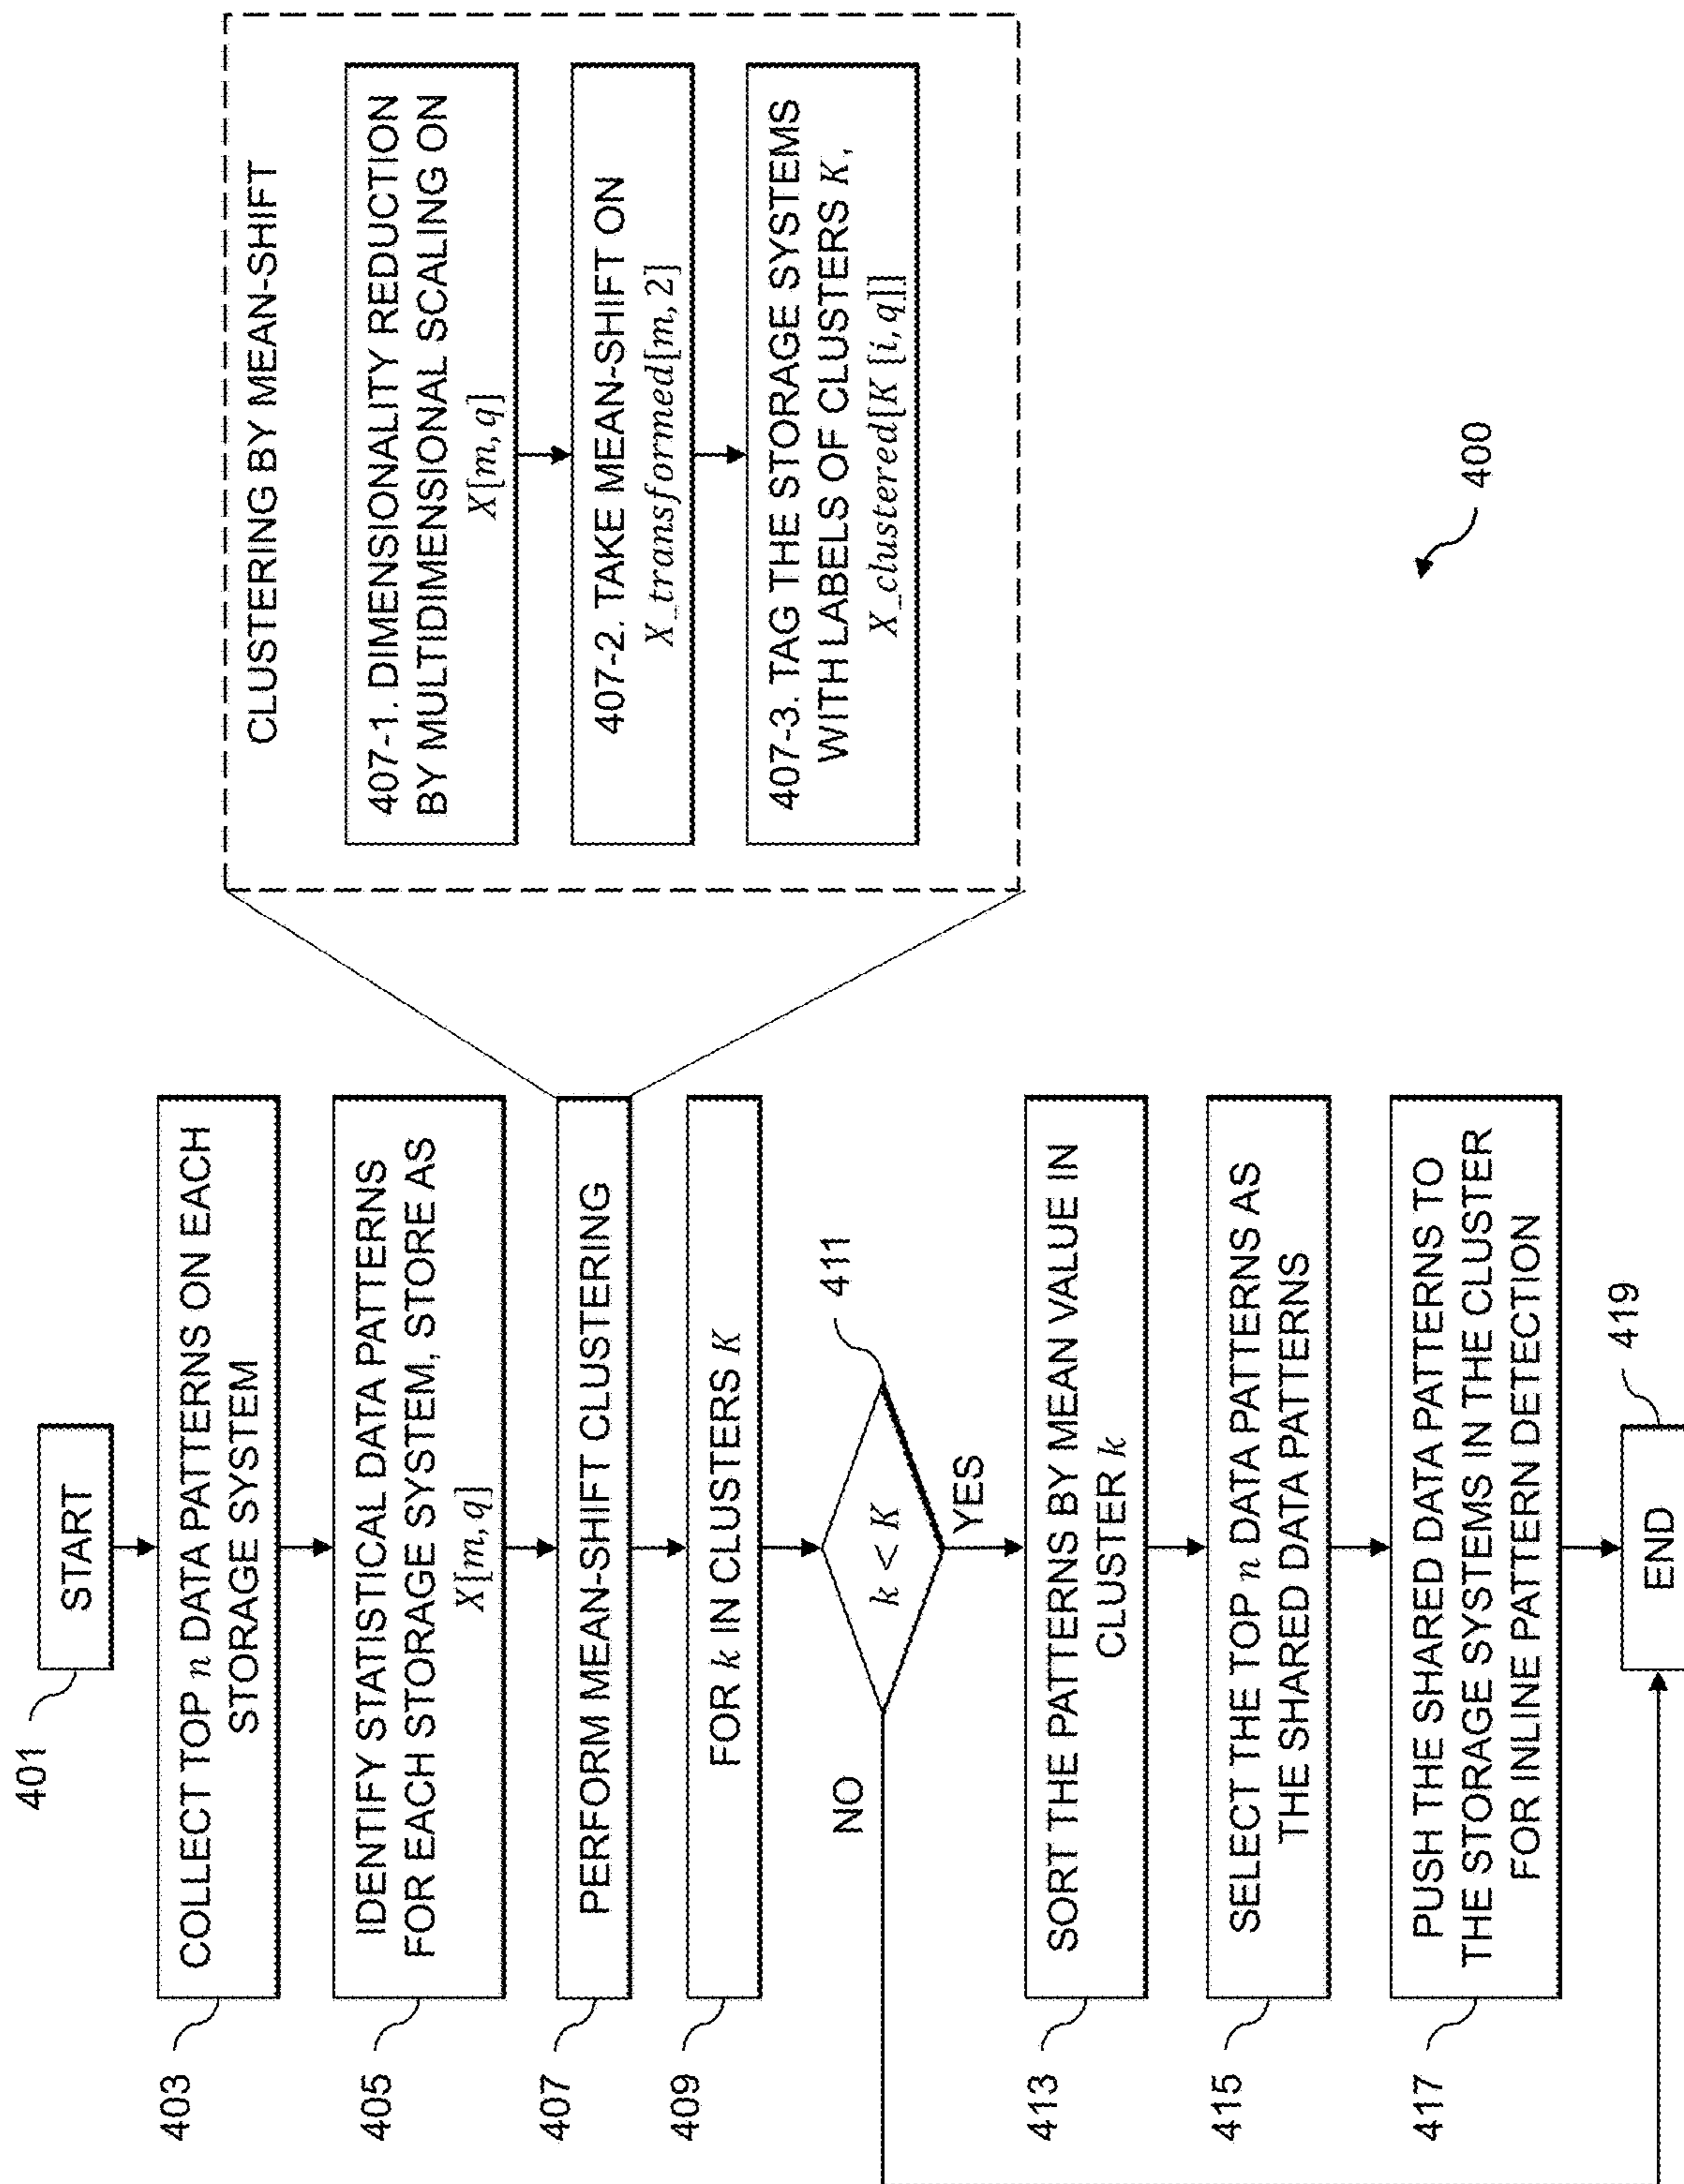 401
START
403
COLLECT TOP n DATA PATTERNS ON EACH
STORAGE SYSTEM
405
IDENTIFY STATISTICAL DATA PATTERNS
FOR EACH STORAGE SYSTEM, STORE AS
X[m, q]
407
PERFORM MEAN-SHIFT CLUSTERING
409
FOR k IN CLUSTERS K
411
k < K
NO
YES
413
SORT THE PATTERNS BY MEAN VALUE IN
CLUSTER k
415
SELECT THE TOP n DATA PATTERNS AS
THE SHARED DATA PATTERNS
417
PUSH THE SHARED DATA PATTERNS TO
THE STORAGE SYSTEMS IN THE CLUSTER
FOR INLINE PATTERN DETECTION
419
END
CLUSTERING BY MEAN-SHIFT
407-1. DIMENSIONALITY REDUCTION
BY MULTIDIMENSIONAL SCALING ON
X[m, q]
407-2. TAKE MEAN-SHIFT ON
X_transformed[m, 2]
407-3. TAG THE STORAGE SYSTEMS
WITH LABELS OF CLUSTERS K,
X_clustered[K [i, q]]
400